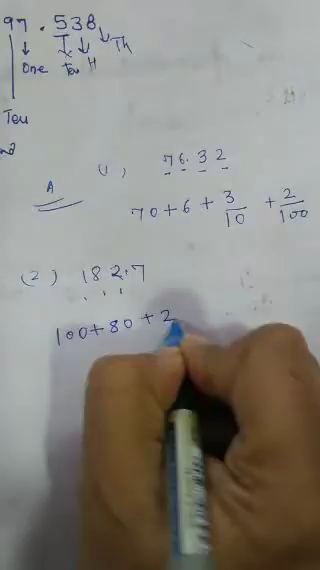 97.538
One Ten H Th
Ten
A
(1) 76.32
70+6+3/10+2/100
(2) 182.7
100+80+2